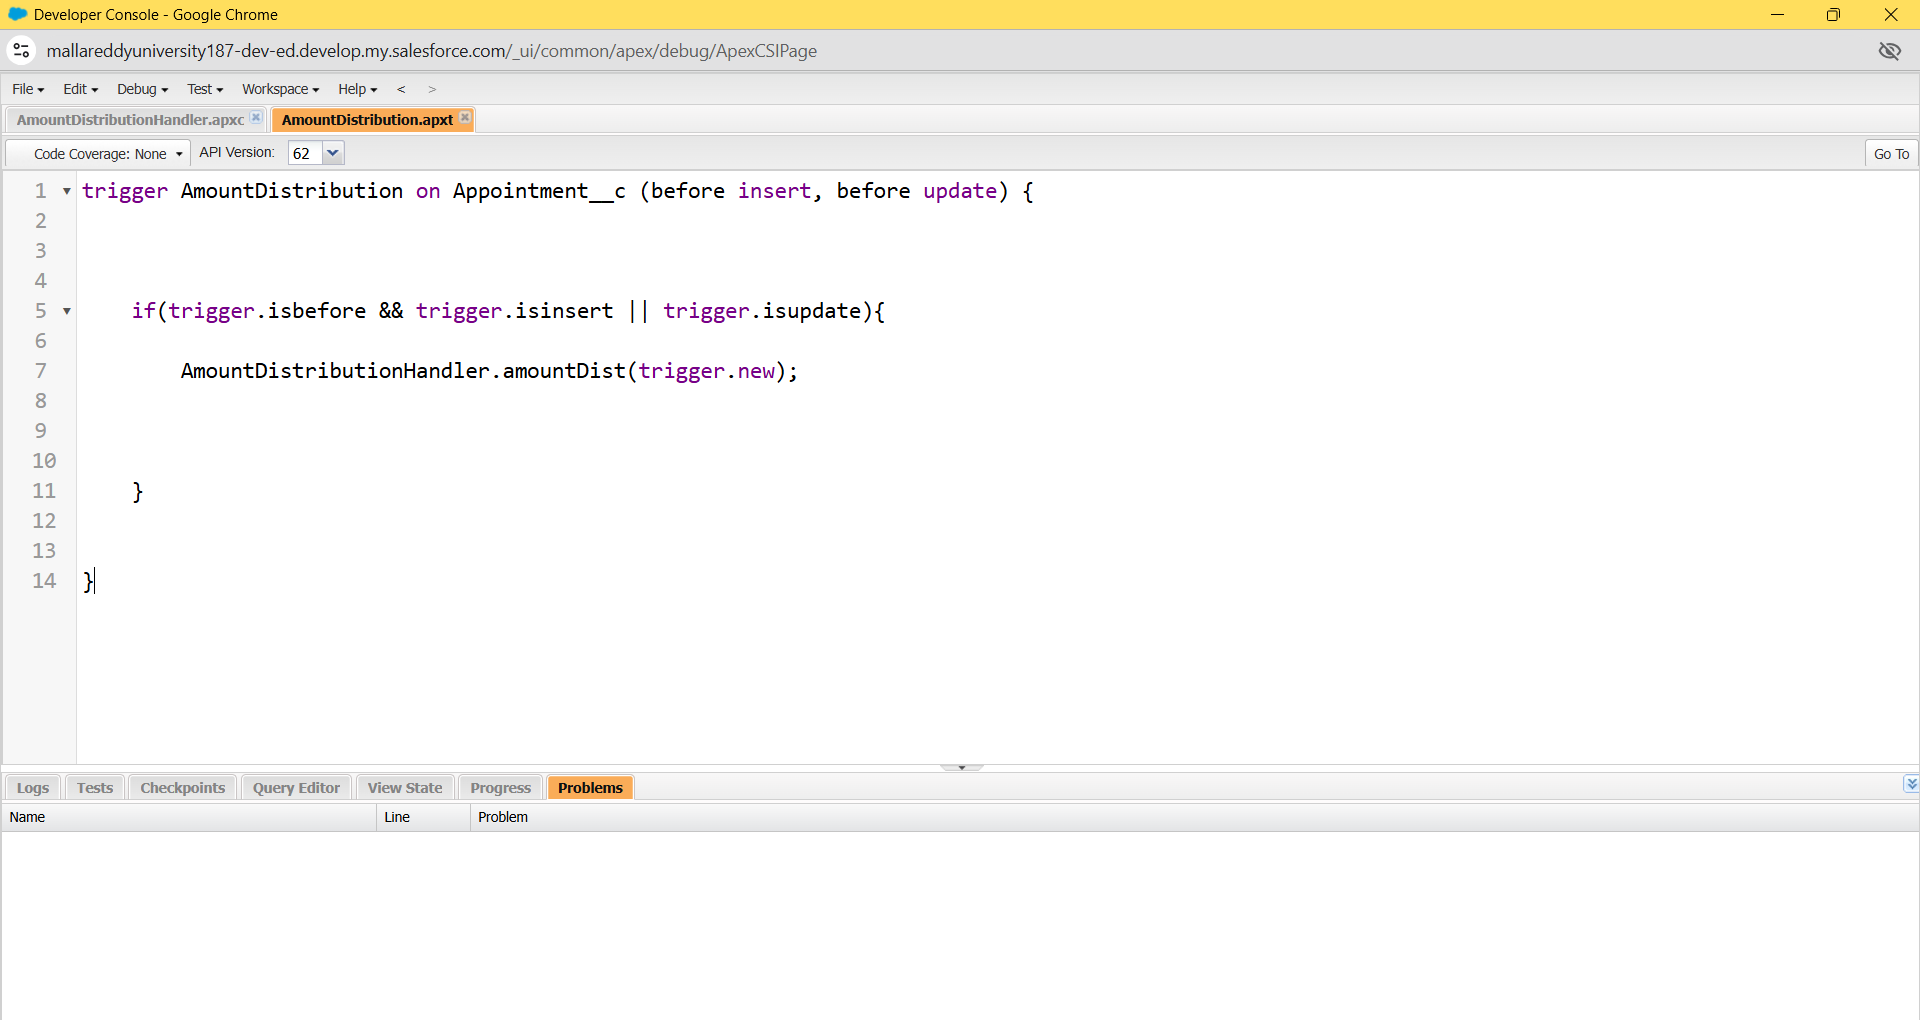 Developer Console - Google Chrome
mallareddyuniversity187-dev-ed.develop.my.salesforce.com/_ui/common/apex/debug/ApexCSIPage
File Edit Debug Test Workspace Help < >
AmountDistributionHandler.apxc AmountDistribution.apxt
Code Coverage: None API Version: 62 Go To
1 trigger AmountDistribution on Appointment__c (before insert, before update) {
2
3
4
5 if(trigger.isbefore && trigger.isinsert || trigger.isupdate){
6
7 AmountDistributionHandler.amountDist(trigger.new);
8
9
10
11 }
12
13
14 }
Logs Tests Checkpoints Query Editor View State Progress Problems
Name Line Problem